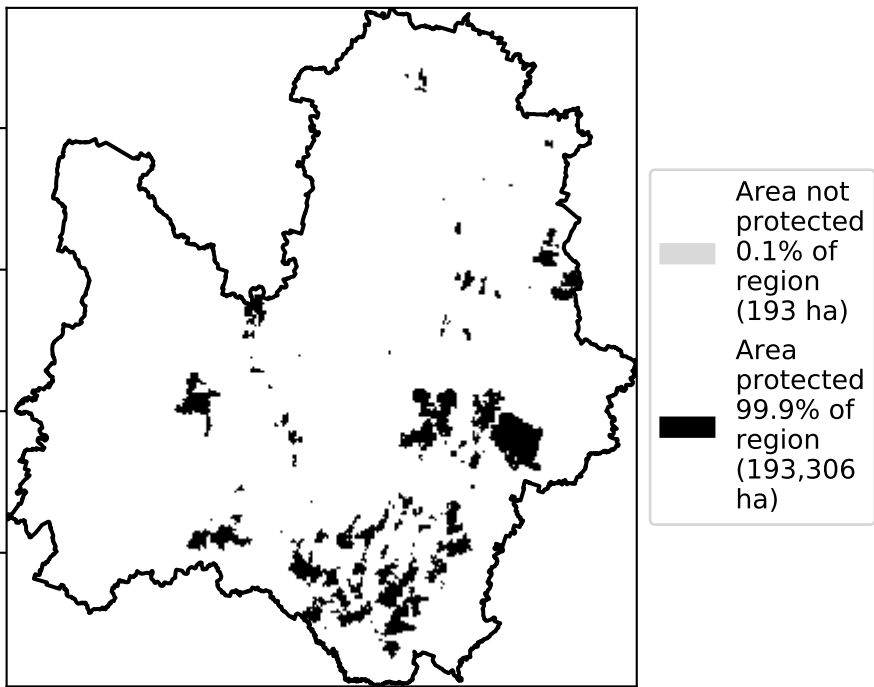 Area not
protected
0.1% of
region
(193 ha)
Area
protected
99.9% of
region
(193,306
ha)